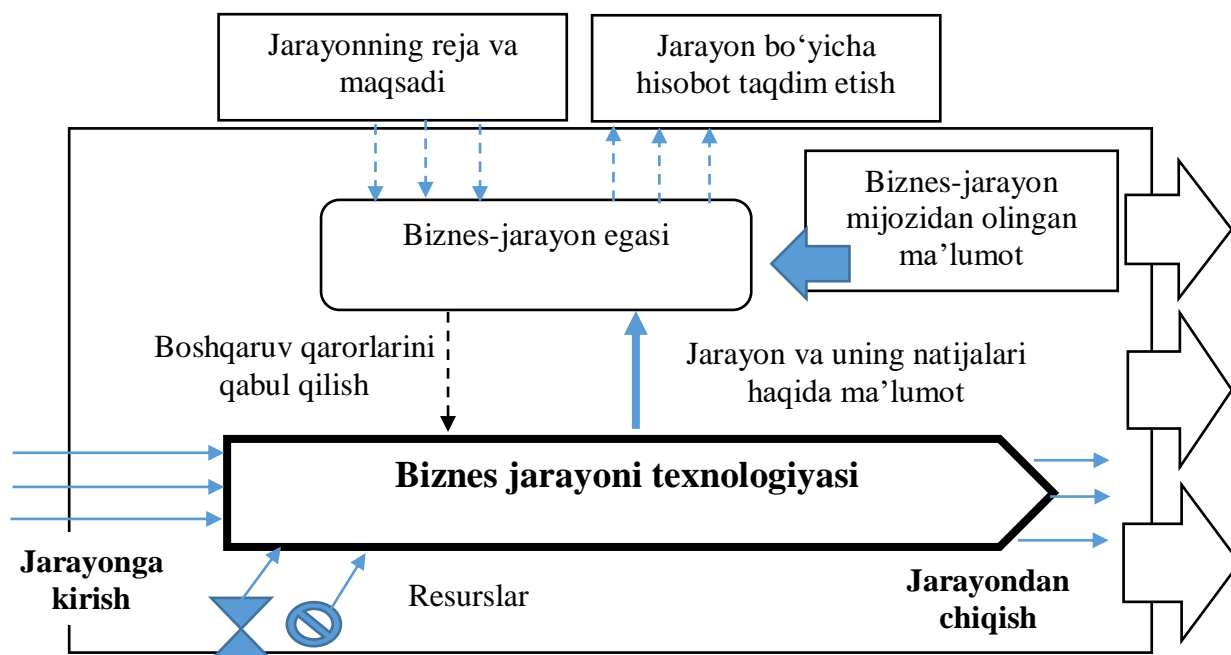 Jarayonning reja va
maqsadi
Jarayon bo‘yicha
hisobot taqdim etish
Biznes-jarayon
mijozidan olingan
ma’lumot
Biznes-jarayon egasi
Boshqaruv qarorlarini
qabul qilish
Jarayon va uning natijalari
haqida ma’lumot
Biznes jarayoni texnologiyasi
Jarayonga
kirish
Resurslar
Jarayondan
chiqish